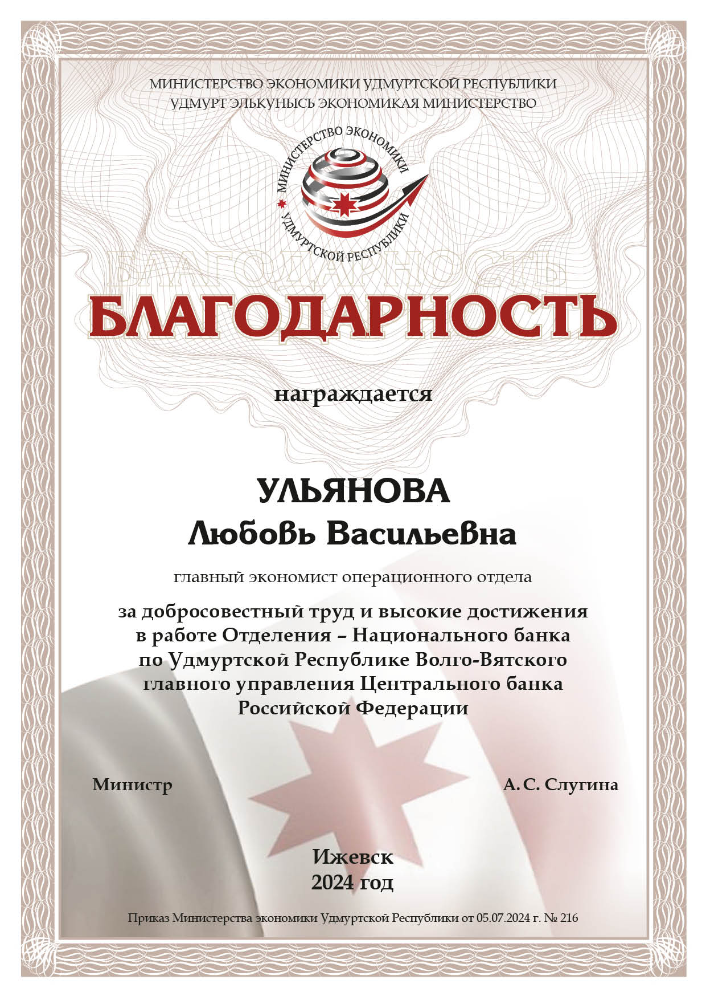 МИНИСТЕРСТВО ЭКОНОМИКИ УДМУРТСКОЙ РЕСПУБЛИКИ
УДМУРТ ЭЛЬКУНЫСЬ ЭКОНОМИКАЯ МИНИСТЕРСТВО
МИНИСТЕРСТВО ЭКОНОМИКИ
УДМУРТСКОЙ РЕСПУБЛИКИ
БЛАГОДАРНОСТЬ
БЛАГОДАРНОСТЬ
награждается
УЛЬЯНОВА
Любовь Васильевна
главный экономист операционного отдела
за добросовестный труд и высокие достижения
в работе Отделения – Национального банка
по Удмуртской Республике Волго-Вятского
главного управления Центрального банка
Российской Федерации
Министр А. С. Слугина
Ижевск
2024 год
Приказ Министерства экономики Удмуртской Республики от 05.07.2024 г. № 216